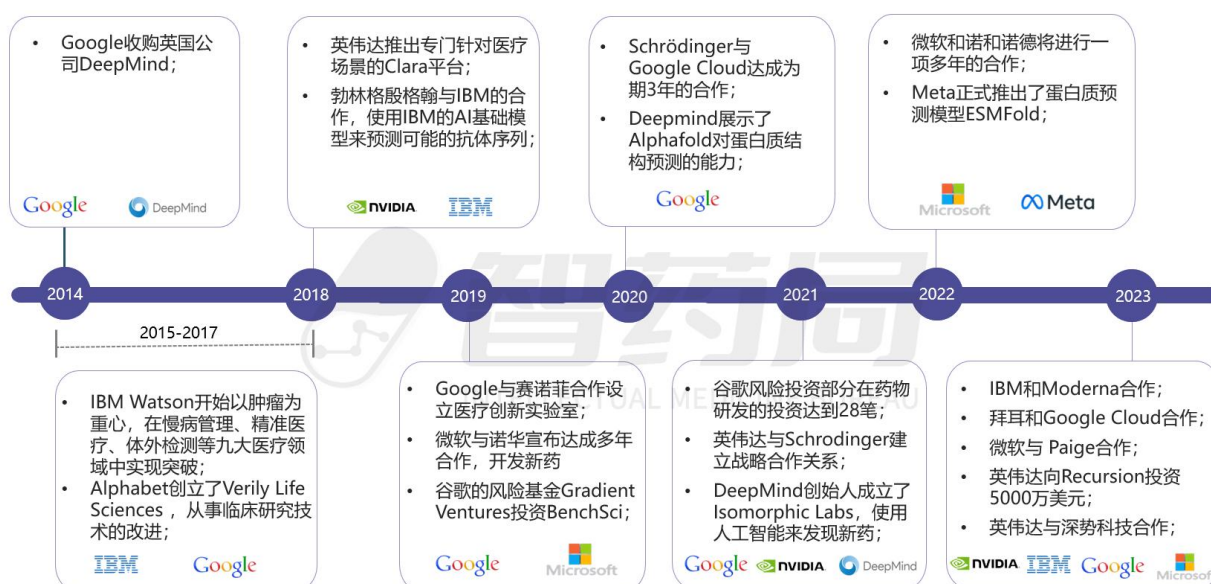 • Google收购英国公
司DeepMind;
Google
DeepMind
• 英伟达推出专门针对医疗
场景的Clara平台;
• 勃林格殷格翰与IBM的合
作，使用IBM的AI基础模
型来预测可能的抗体序列;
NVIDIA
IBM
• Schrödinger与
Google Cloud达成为
期3年的合作;
• Deepmind展示了
Alphafold对蛋白质结
构预测的能力;
Google
• 微软和诺和诺德将进行一
项多年的合作;
• Meta正式推出了蛋白质预
测模型ESMFold;
Microsoft
Meta
智药局
2014
2018
2019
2020
2021
2022
2023
2015-2017
• IBM Watson开始以肿瘤为
重心，在慢病管理、精准医
疗、体外检测等九大医疗领
域中实现突破;
• Alphabet创立了Verily Life
Sciences，从事临床研究技
术的改进;
IBM
Google
• Google与赛诺菲合作设
立医疗创新实验室;
• 微软与诺华宣布达成多年
合作，开发新药
• 谷歌的风险基金Gradient
Ventures投资BenchSci;
Google
Microsoft
• 谷歌风险投资部分在药物
研发的投资达到28笔;
• 英伟达与Schrodinger建
立战略合作关系;
• DeepMind创始人成立了
Isomorphic Labs，使用
人工智能来发现新药;
Google
NVIDIA
DeepMind
• IBM和Moderna合作;
• 拜耳和Google Cloud合作;
• 微软与 Paige合作;
• 英伟达向Recursion投资
5000万美元;
• 英伟达与深势科技合作;
NVIDIA
IBM
Google
Microsoft